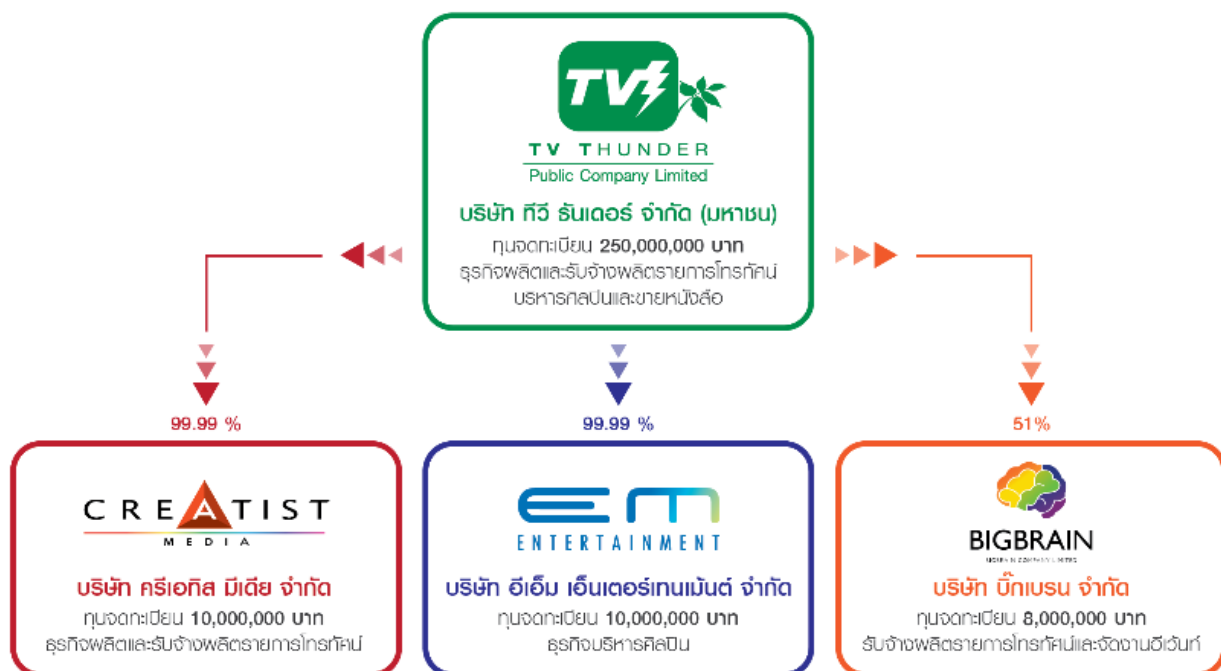 TV
TV THUNDER
Public Company Limited
บริษัท ทีวี ธันเดอร์ จำกัด (มหาชน)
ทุนจดทะเบียน 250,000,000 บาท
ธุรกิจผลิตและรับจ้างผลิตรายการโทรทัศน์
บริหารศิลปินและขายหนังสือ
99.99 %
99.99 %
51%
CREATIST
MEDIA
บริษัท ครีเอทิส มีเดีย จำกัด
ทุนจดทะเบียน 10,000,000 บาท
ธุรกิจผลิตและรับจ้างผลิตรายการโทรทัศน์
EM
ENTERTAINMENT
บริษัท อีเอ็ม เอ็นเตอร์เทนเม้นต์ จำกัด
ทุนจดทะเบียน 10,000,000 บาท
ธุรกิจบริหารศิลปิน
BIGBRAIN
BIGBRAIN COMPANY LIMITED
บริษัท บิ๊กเบรน จำกัด
ทุนจดทะเบียน 8,000,000 บาท
รับจ้างผลิตรายการโทรทัศน์และจัดงานอีเว้นท์